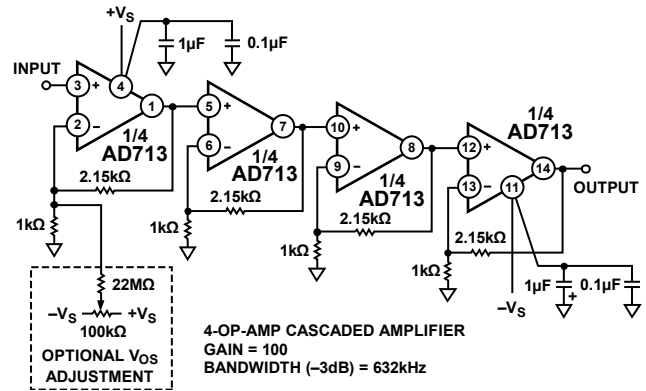 +VS
1µF
0.1µF
INPUT
3
+
4
2
−
1
1/4
AD713
2.15kΩ
1kΩ
5
+
6
−
7
1/4
AD713
2.15kΩ
1kΩ
10
+
9
−
8
1/4
AD713
2.15kΩ
1kΩ
12
+
13
−
11
14
1/4
AD713
OUTPUT
2.15kΩ
1kΩ
−VS
1µF
+
0.1µF
22MΩ
−VS
+VS
100kΩ
OPTIONAL VOS
ADJUSTMENT
4-OP-AMP CASCADED AMPLIFIER
GAIN = 100
BANDWIDTH (–3dB) = 632kHz